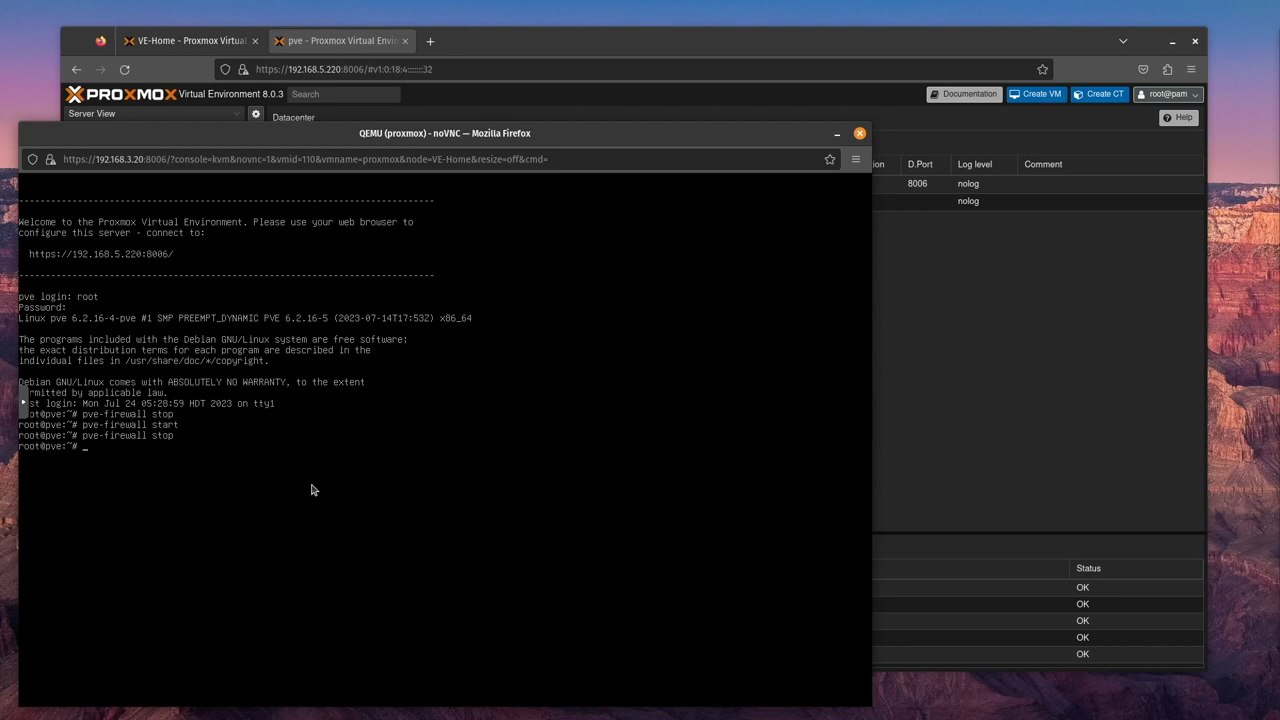 VE-Home - Proxmox Virtual
pve - Proxmox Virtual Envir
https://192.168.5.220:8006/#v1:0:18:4:::::::32
PROXMOX Virtual Environment 8.0.3
Search
Documentation
Create VM
Create CT
root@pam
Server View
Datacenter
Help
QEMU (proxmox) - noVNC — Mozilla Firefox
https://192.168.3.20:8006/?console=kvm&novnc=1&vmid=110&vmname=proxmox&node=VE-Home&resize=off&cmd=
D.Port
Log level
Comment
8006
nolog
nolog
--------------------------------------------------------------------------------
Welcome to the Proxmox Virtual Environment. Please use your web browser to
configure this server - connect to:
https://192.168.5.220:8006/
--------------------------------------------------------------------------------
pve login: root
Password:
Linux pve 6.2.16-4-pve #1 SMP PREEMPT_DYNAMIC PVE 6.2.16-5 (2023-07-14T17:53Z) x86_64
The programs included with the Debian GNU/Linux system are free software;
the exact distribution terms for each program are described in the
individual files in /usr/share/doc/*/copyright.
Debian GNU/Linux comes with ABSOLUTELY NO WARRANTY, to the extent
rmitted by applicable law.
st login: Mon Jul 24 05:28:59 HDT 2023 on tty1
ot@pve:~# pve-firewall stop
root@pve:~# pve-firewall start
root@pve:~# pve-firewall stop
root@pve:~# _
Status
OK
OK
OK
OK
OK